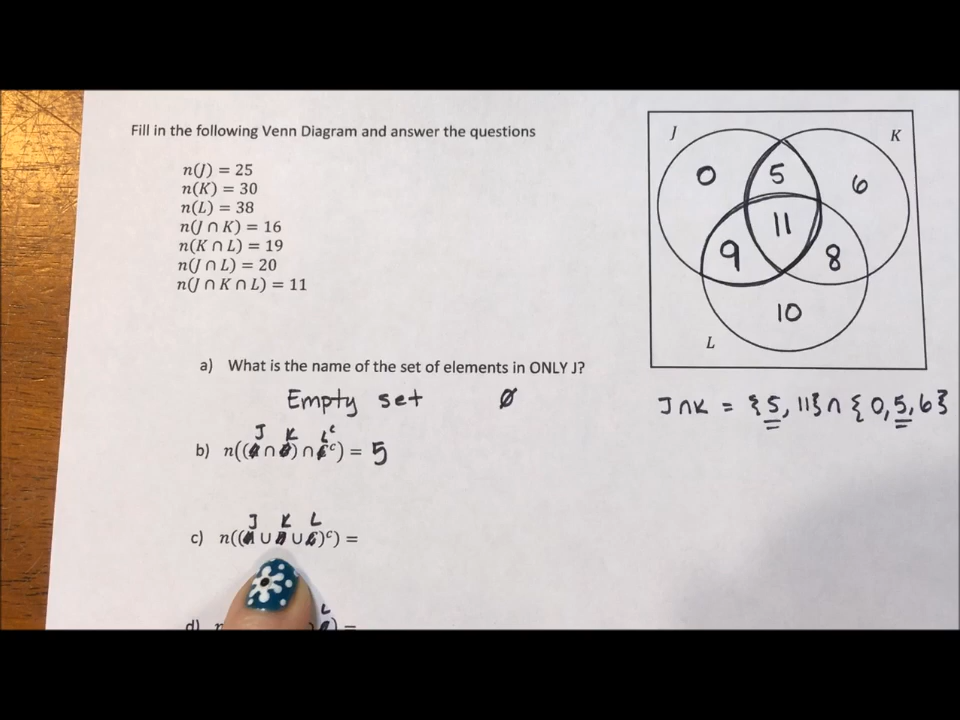 Fill in the following Venn Diagram and answer the questions
n(J) = 25
n(K) = 30
n(L) = 38
n(J ∩ K) = 16
n(K ∩ L) = 19
n(J ∩ L) = 20
n(J ∩ K ∩ L) = 11
J
K
0
5
6
11
9
8
10
L
a) What is the name of the set of elements in ONLY J?
Empty set ∅
J∩K = {5, 11} ∩ {0, 5, 6}
J K Lᶜ
b) n((A ∩ B) ∩ Cᶜ) = 5
J K L
c) n((A ∪ B ∪ C)ᶜ) =
L
d) n ) =